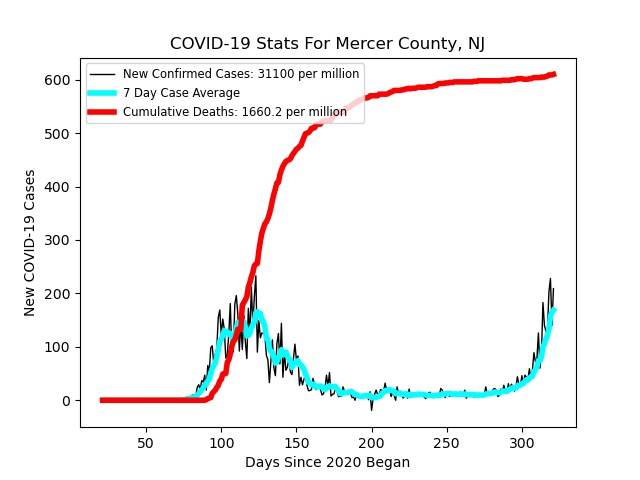 COVID-19 Stats For Mercer County, NJ
New Confirmed Cases: 31100 per million
7 Day Case Average
Cumulative Deaths: 1660.2 per million
600
500
400
300
200
100
0
New COVID-19 Cases
50 100 150 200 250 300
Days Since 2020 Began